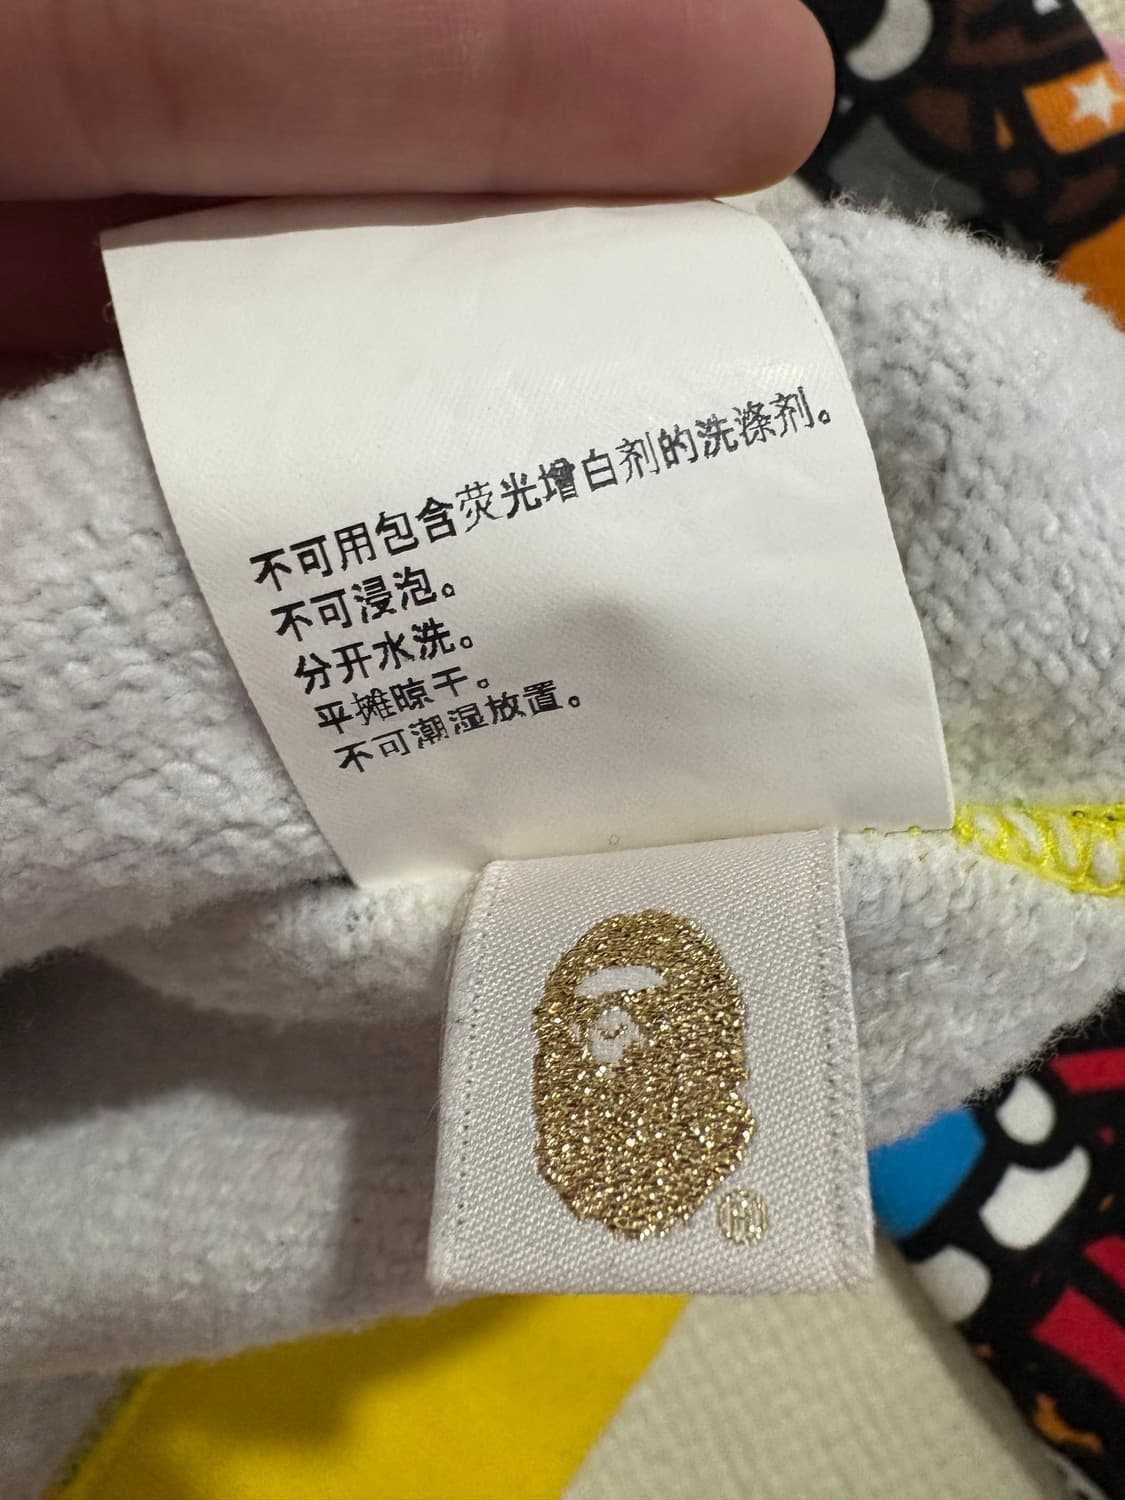 不可用包含荧光增白剂的洗涤剂。
不可浸泡。
分开水洗。
平摊晾干。
不可潮湿放置。